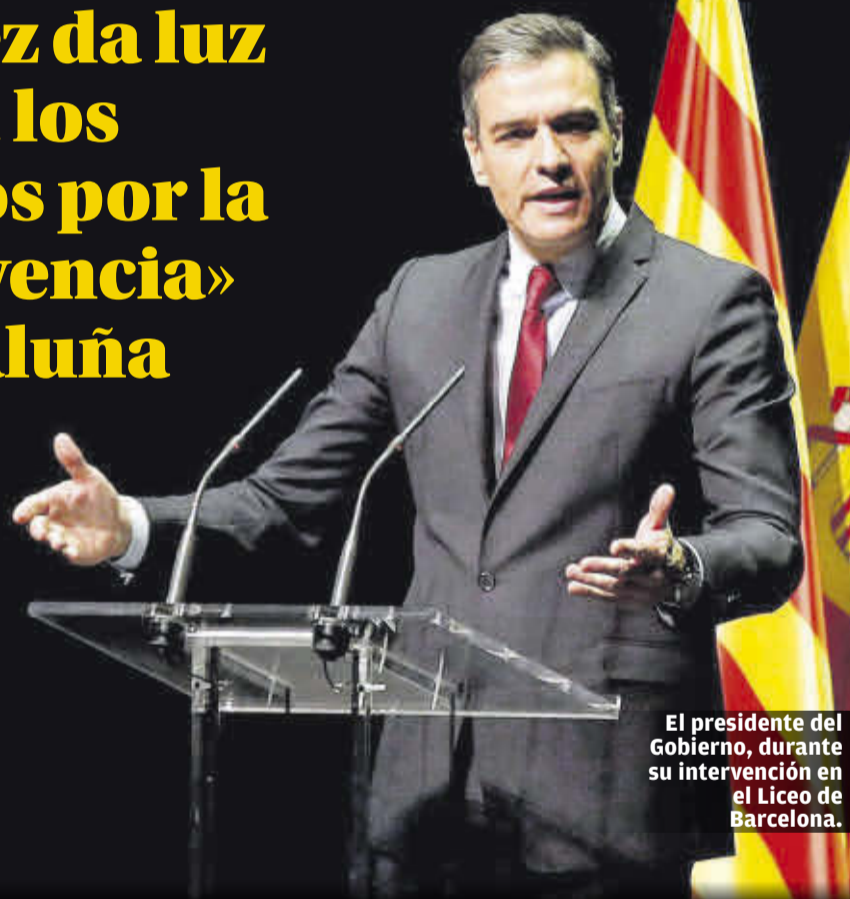 z da luz
los
os por la
vencia»
luña
El presidente del
Gobierno, durante
su intervención en
el Liceo de
Barcelona.